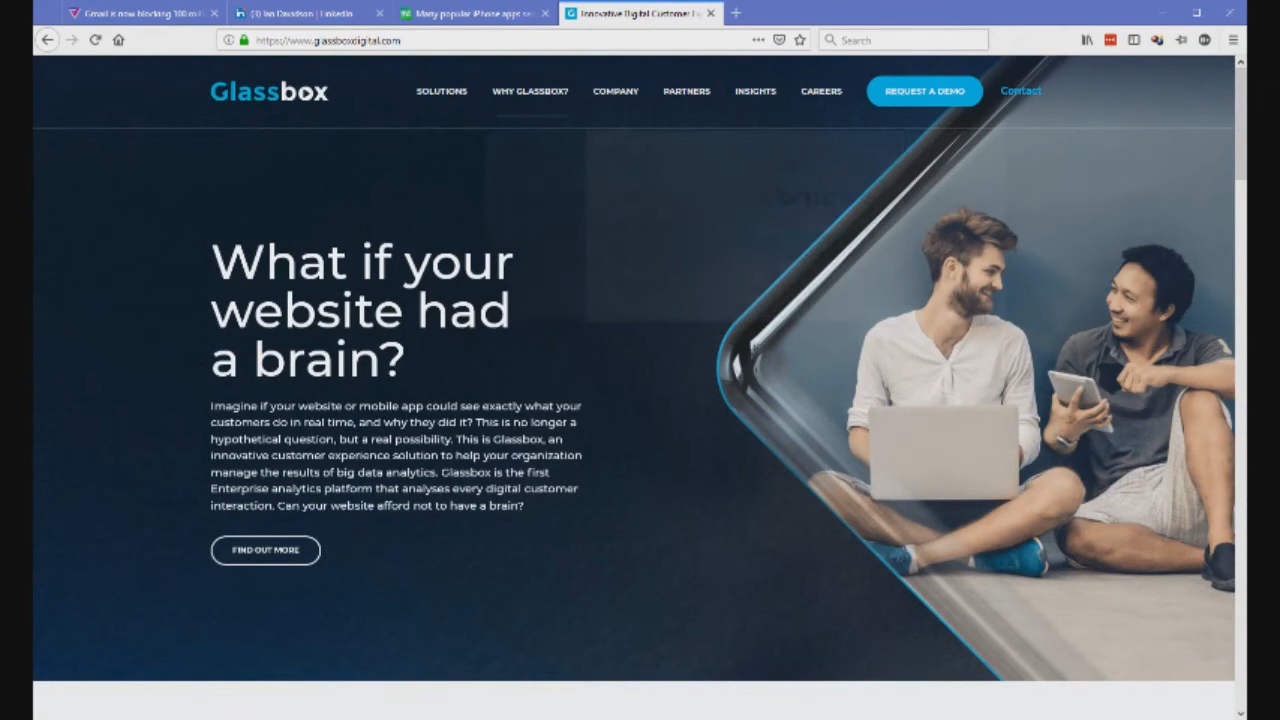 Gmail is now blocking 100 mi
(1) Ian Davidson | LinkedIn
Many popular iPhone apps sec
Innovative Digital Customer
https://www.glassboxdigital.com
Search
Glassbox
SOLUTIONS
WHY GLASSBOX?
COMPANY
PARTNERS
INSIGHTS
CAREERS
REQUEST A DEMO
Contact
What if your
website had
a brain?
Imagine if your website or mobile app could see exactly what your
customers do in real time, and why they did it? This is no longer a
hypothetical question, but a real possibility. This is Glassbox, an
innovative customer experience solution to help your organization
manage the results of big data analytics. Glassbox is the first
Enterprise analytics platform that analyses every digital customer
interaction. Can your website afford not to have a brain?
FIND OUT MORE